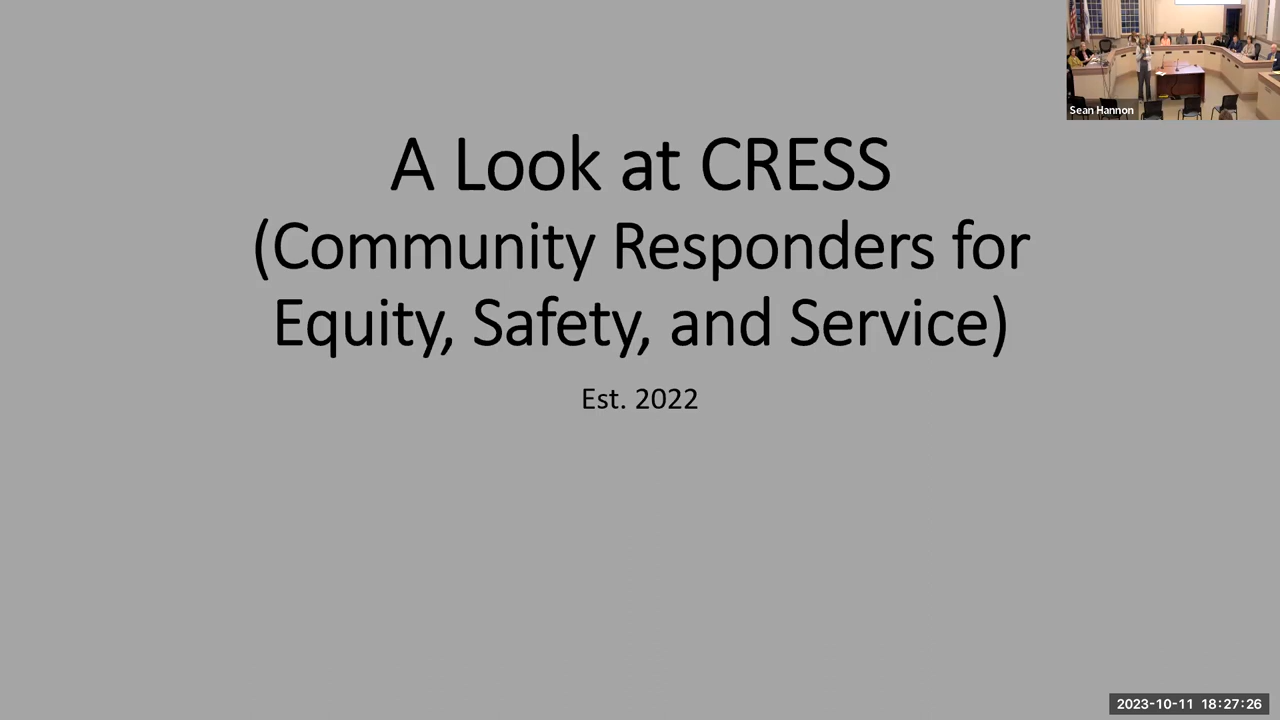 Sean Hannon
A Look at CRESS
(Community Responders for
Equity, Safety, and Service)
Est. 2022
2023-10-11 18:27:26